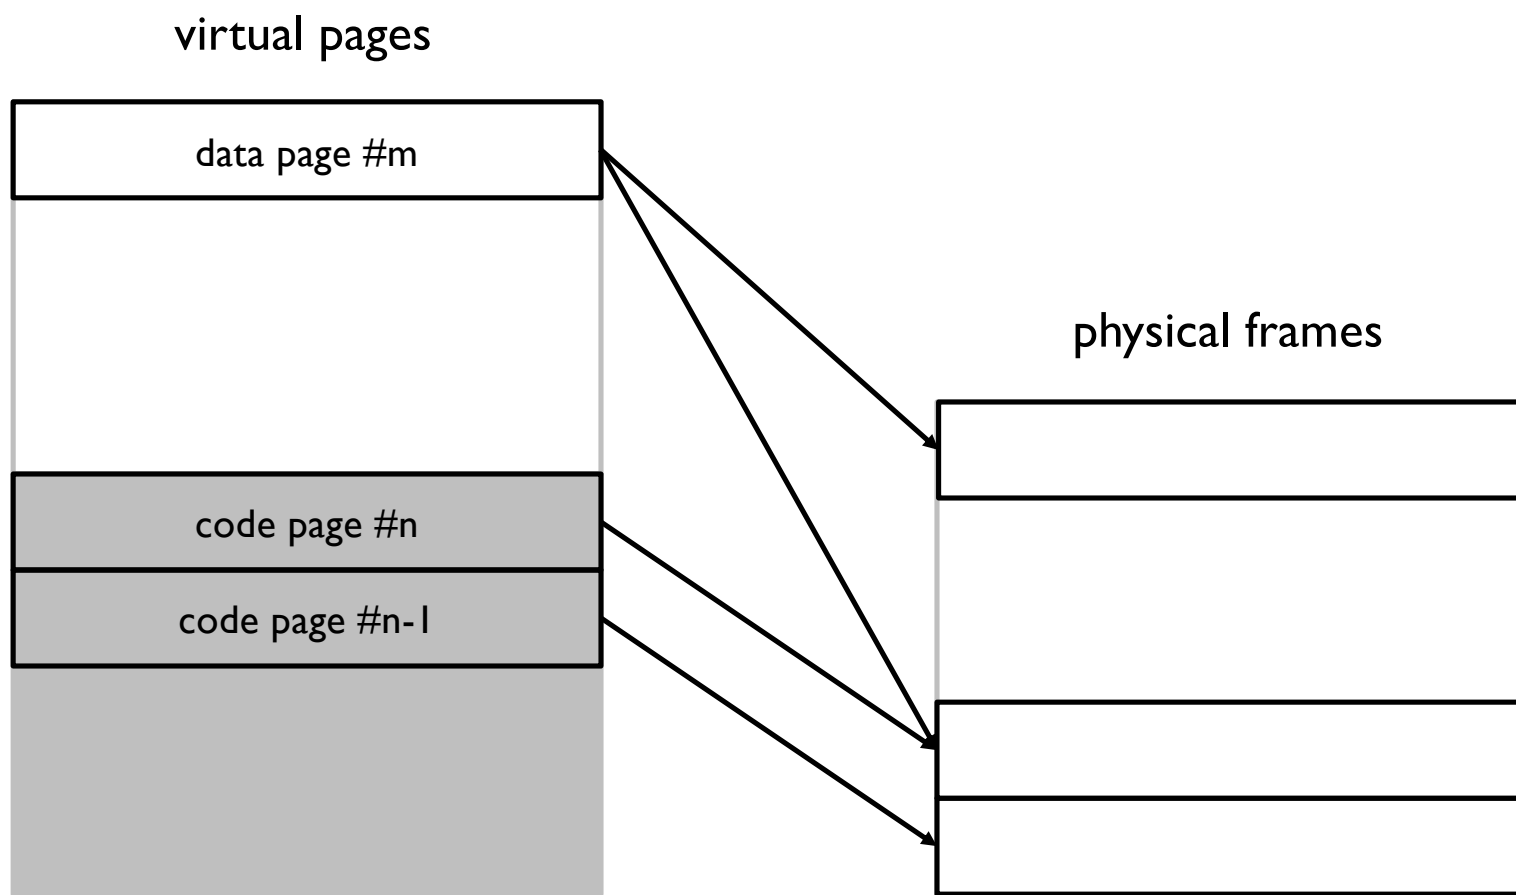 virtual pages
data page #m
physical frames
code page #n
code page #n-1